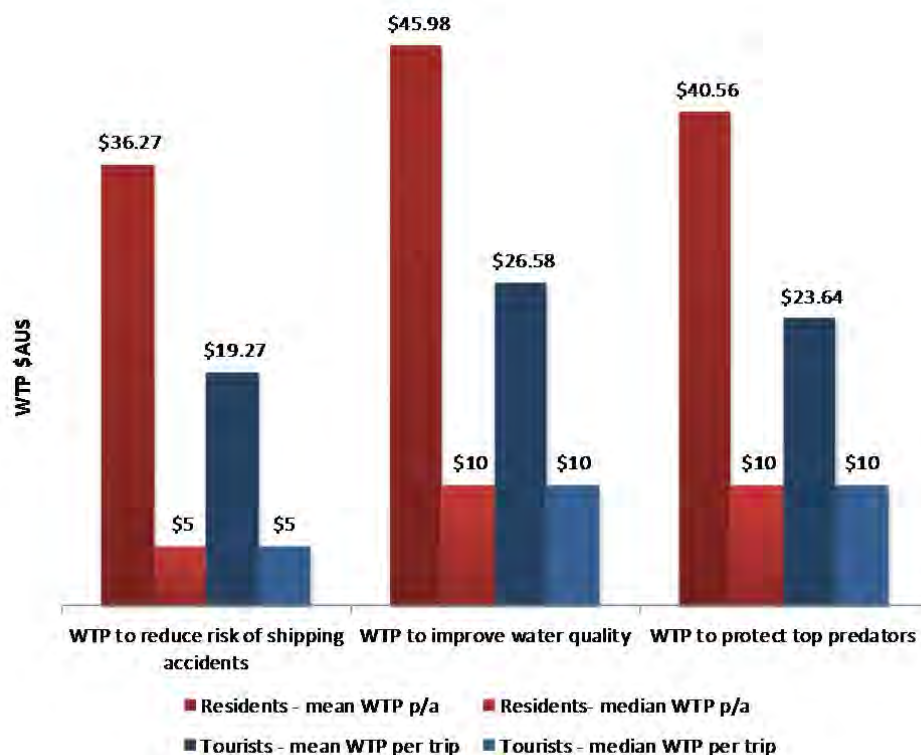 $45.98
$40.56
$36.27
$26.58
$23.64
$19.27
$10
$10
$10
$10
$5
$5
WTP $AUS
WTP to reduce risk of shipping
accidents
WTP to improve water quality
WTP to protect top predators
Residents - mean WTP p/a
Residents- median WTP p/a
Tourists - mean WTP per trip
Tourists - median WTP per trip